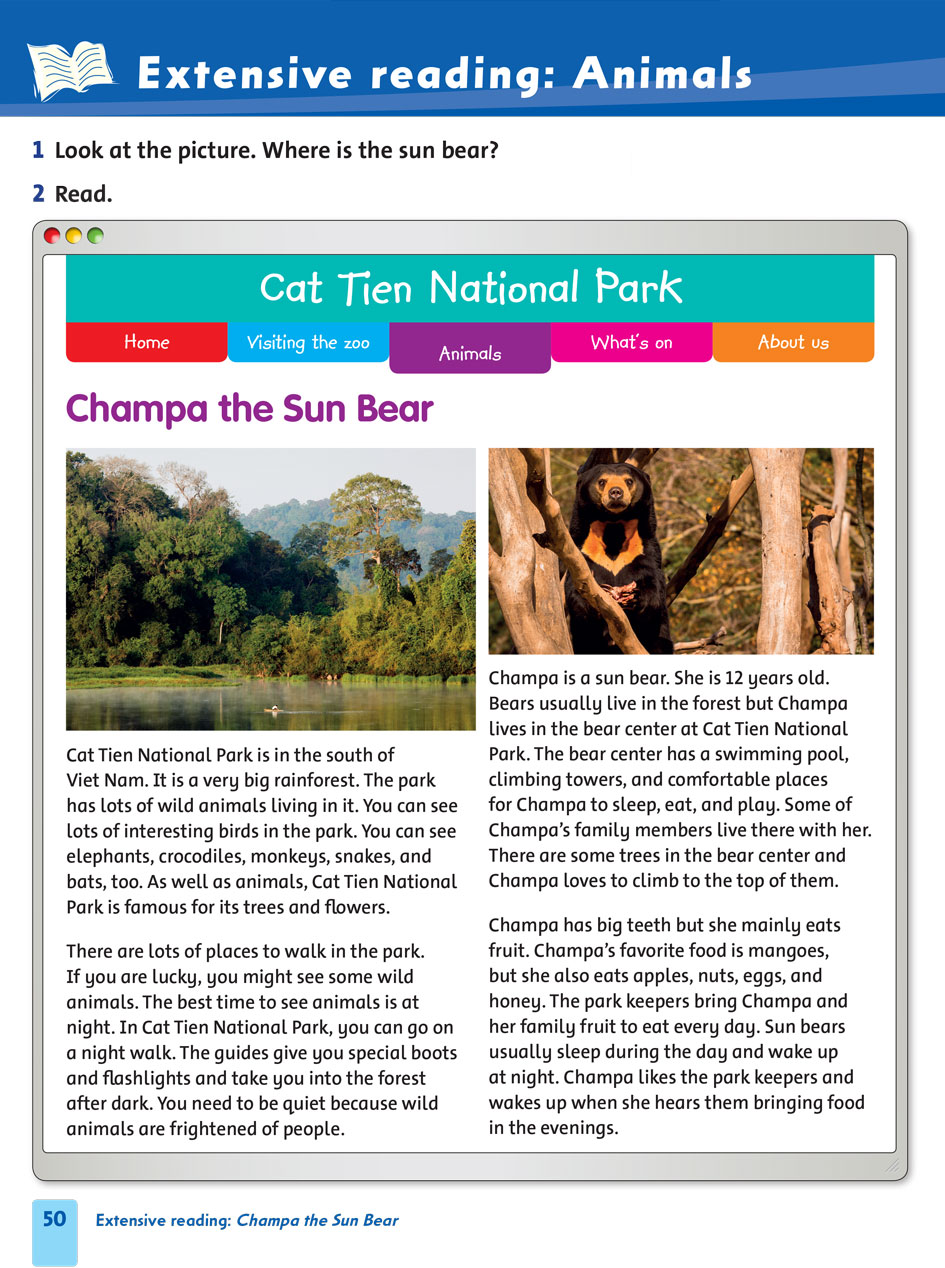 Extensive reading: Animals
1 Look at the picture. Where is the sun bear?
2 Read.
Cat Tien National Park
Home
Visiting the zoo
Animals
What's on
About us
Champa the Sun Bear
Cat Tien National Park is in the south of
Viet Nam. It is a very big rainforest. The park
has lots of wild animals living in it. You can see
lots of interesting birds in the park. You can see
elephants, crocodiles, monkeys, snakes, and
bats, too. As well as animals, Cat Tien National
Park is famous for its trees and flowers.
There are lots of places to walk in the park.
If you are lucky, you might see some wild
animals. The best time to see animals is at
night. In Cat Tien National Park, you can go on
a night walk. The guides give you special boots
and flashlights and take you into the forest
after dark. You need to be quiet because wild
animals are frightened of people.
Champa is a sun bear. She is 12 years old.
Bears usually live in the forest but Champa
lives in the bear center at Cat Tien National
Park. The bear center has a swimming pool,
climbing towers, and comfortable places
for Champa to sleep, eat, and play. Some of
Champa's family members live there with her.
There are some trees in the bear center and
Champa loves to climb to the top of them.
Champa has big teeth but she mainly eats
fruit. Champa's favorite food is mangoes,
but she also eats apples, nuts, eggs, and
honey. The park keepers bring Champa and
her family fruit to eat every day. Sun bears
usually sleep during the day and wake up
at night. Champa likes the park keepers and
wakes up when she hears them bringing food
in the evenings.
50 Extensive reading: Champa the Sun Bear